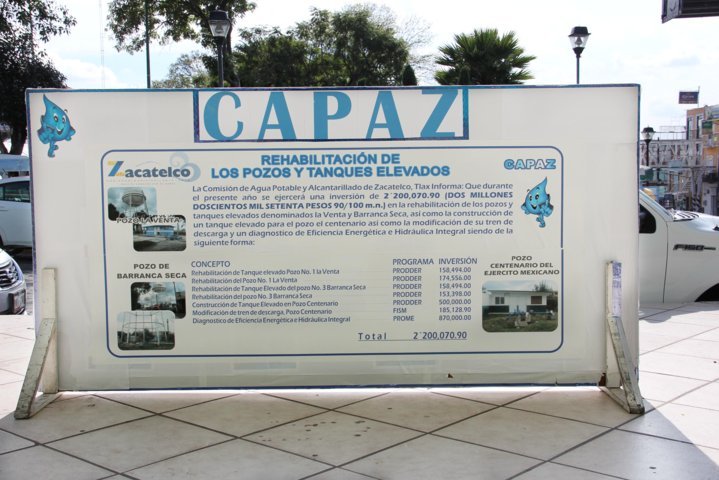 CAPAZ
Zacatelco
REHABILITACIÓN DE
LOS POZOS Y TANQUES ELEVADOS
CAPAZ
La Comisión de Agua Potable y Alcantarillado de Zacatelco, Tlax Informa: Que durante
el presente año se ejercerá una inversión de 2´200,070.90 (DOS MILLONES
DOSCIENTOS MIL SETENTA PESOS 90/100 m.n.) en la rehabilitación de los pozos y
tanques elevados denominados la Venta y Barranca Seca, así como la construcción de
un tanque elevado para el pozo el centenario así como la modificación de su tren de
descarga y un diagnostico de Eficiencia Energética e Hidráulica Integral siendo de la
siguiente forma:
POZO LA VENTA
POZO DE
BARRANCA SECA
CONCEPTO PROGRAMA INVERSIÓN
Rehabilitación de Tanque elevado Pozo No. 1 la Venta PRODDER 158,494.00
Rehabilitación del Pozo No. 1 La Venta PRODDER 174,556.00
Rehabilitación de Tanque Elevado del pozo No. 3 Barranca Seca PRODDER 158,494.00
Rehabilitación del pozo No. 3 Barranca Seca PRODDER 153,398.00
Construcción de Tanque Elevado en Pozo Centenario PRODDER 500,000.00
Modificación de tren de descarga, Pozo Centenario FISM 185,128.90
Diagnostico de Eficiencia Energética e Hidráulica Integral PROME 870,000.00
Total 2´200,070.90
POZO
CENTENARIO DEL
EJERCITO MEXICANO